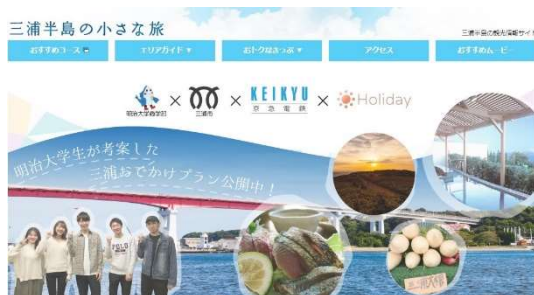 三浦半島の小さな旅
三浦半島の観光情報サイト
おすすめコース
エリアガイド ▼
おトクなきっぷ ▼
アクセス
おすすめムービー
明治大学商学部
×
三浦市
×
KEIKYU
京急電鉄
×
Holiday
明治大学生が考案した
三浦おでかけプラン公開中！